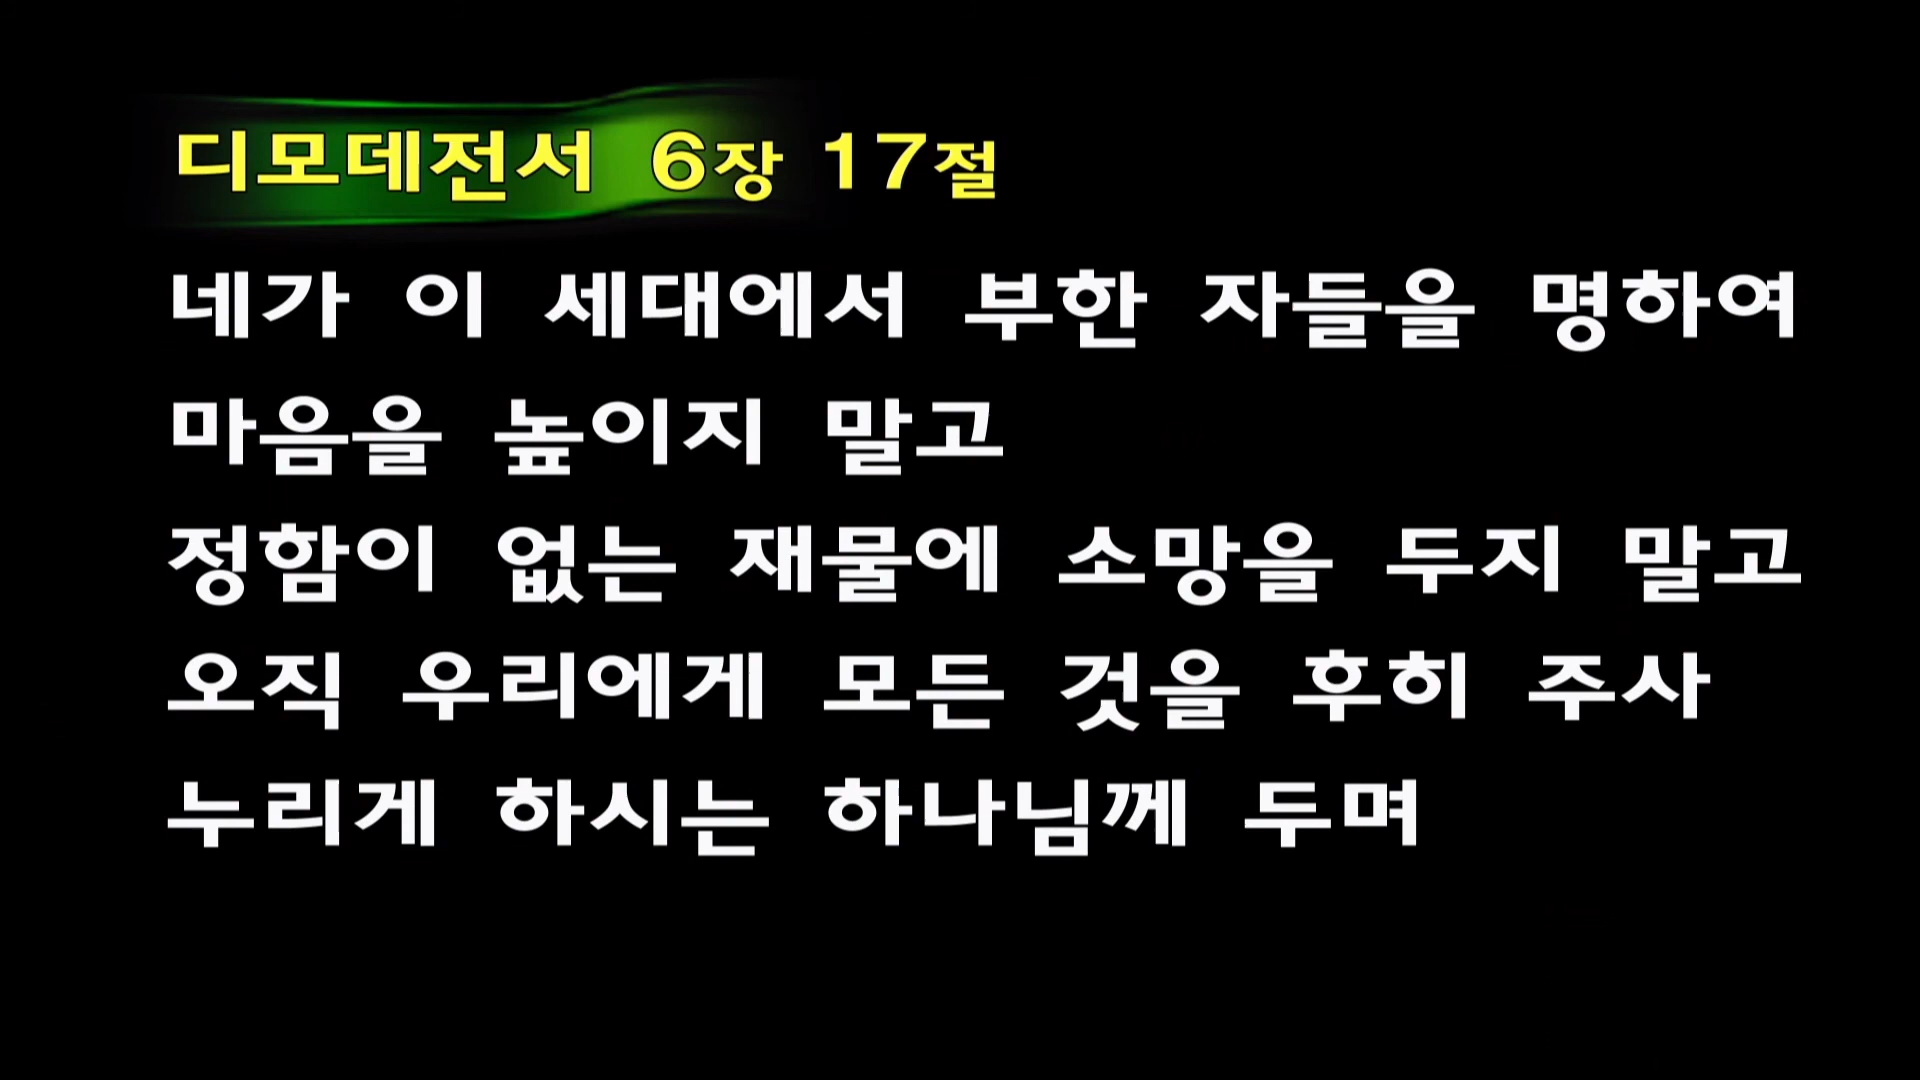 디모데전서 6장 17절
네가 이 세대에서 부한 자들을 명하여
마음을 높이지 말고
정함이 없는 재물에 소망을 두지 말고
오직 우리에게 모든 것을 후히 주사
누리게 하시는 하나님께 두며